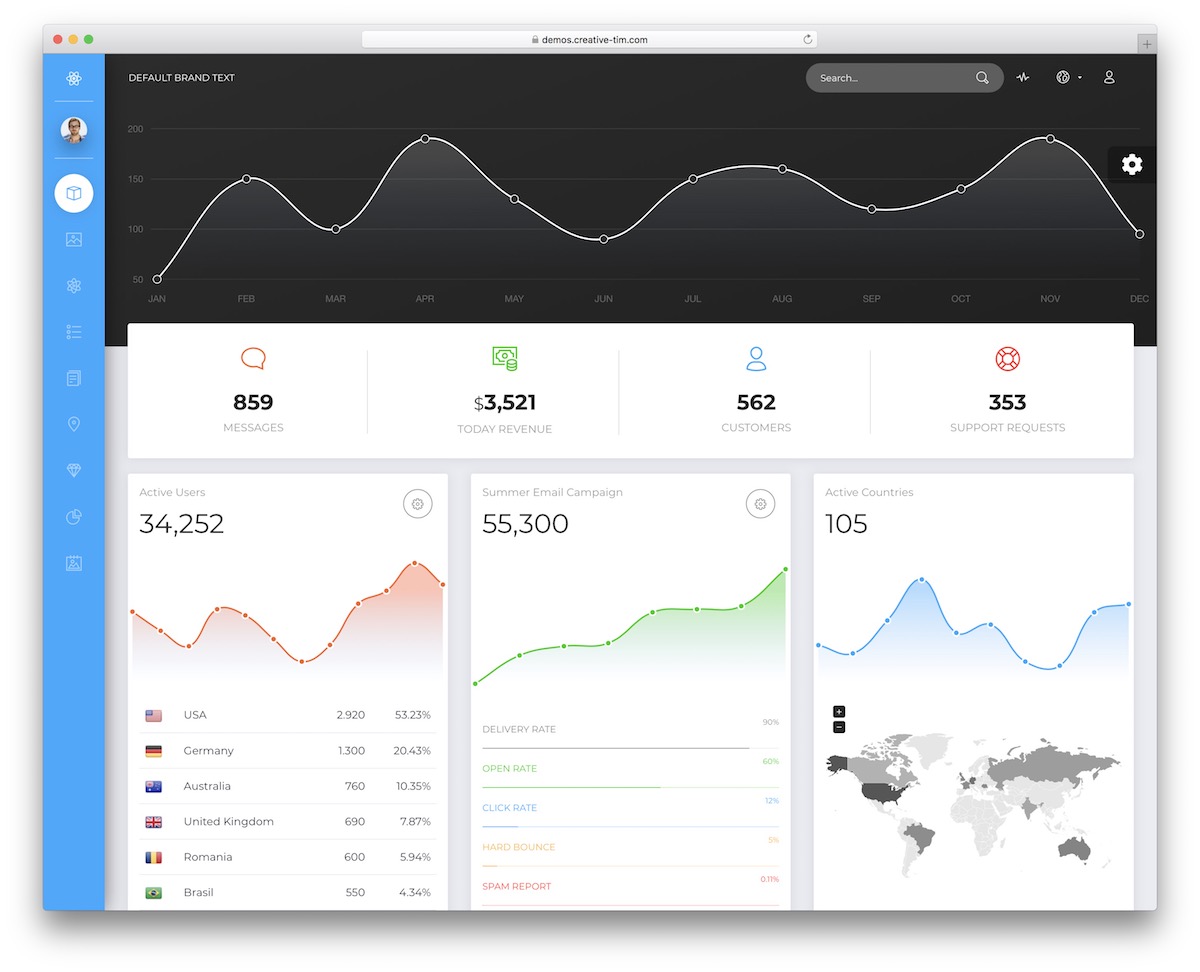 demos.creative-tim.com
DEFAULT BRAND TEXT
Search...
200
150
100
50
JAN FEB MAR APR MAY JUN JUL AUG SEP OCT NOV DEC
859
MESSAGES
$3,521
TODAY REVENUE
562
CUSTOMERS
353
SUPPORT REQUESTS
Active Users
34,252
USA 2.920 53.23%
Germany 1.300 20.43%
Australia 760 10.35%
United Kingdom 690 7.87%
Romania 600 5.94%
Brasil 550 4.34%
Summer Email Campaign
55,300
DELIVERY RATE 90%
OPEN RATE 60%
CLICK RATE 12%
HARD BOUNCE 5%
SPAM REPORT 0.11%
Active Countries
105
+
−